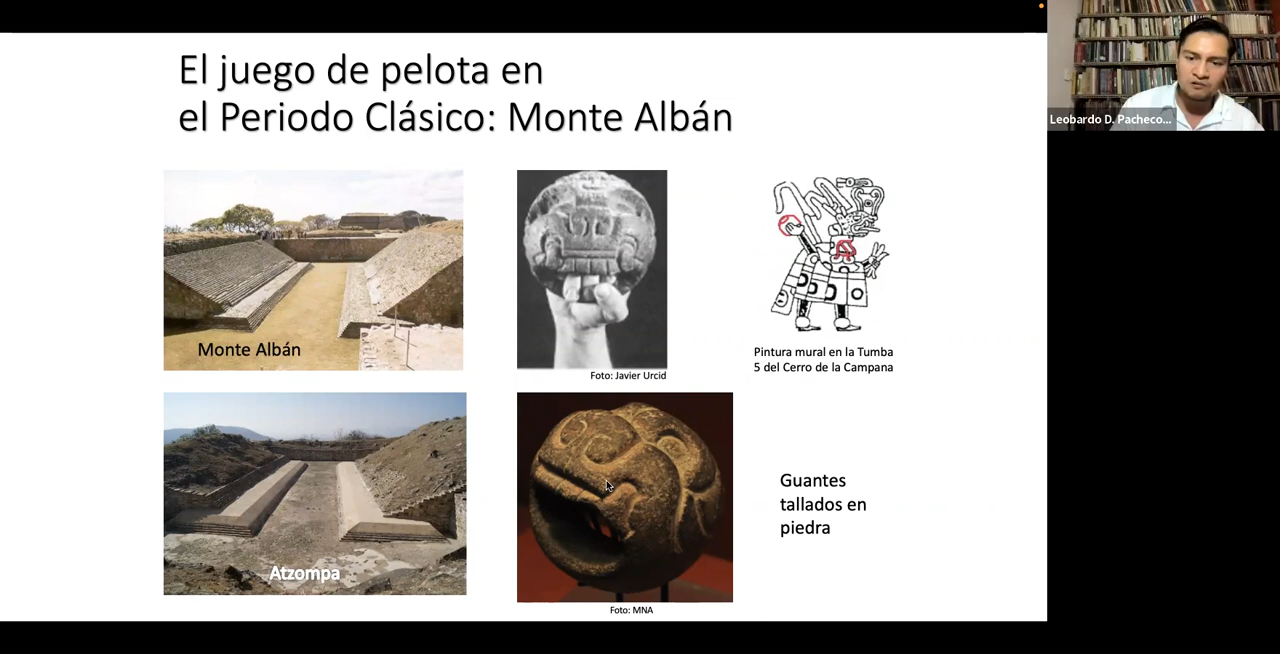 El juego de pelota en
el Periodo Clásico: Monte Albán
Leobardo D. Pacheco...
Monte Albán
Foto: Javier Urcid
Pintura mural en la Tumba
5 del Cerro de la Campana
Atzompa
Guantes
tallados en
piedra
Foto: MNA